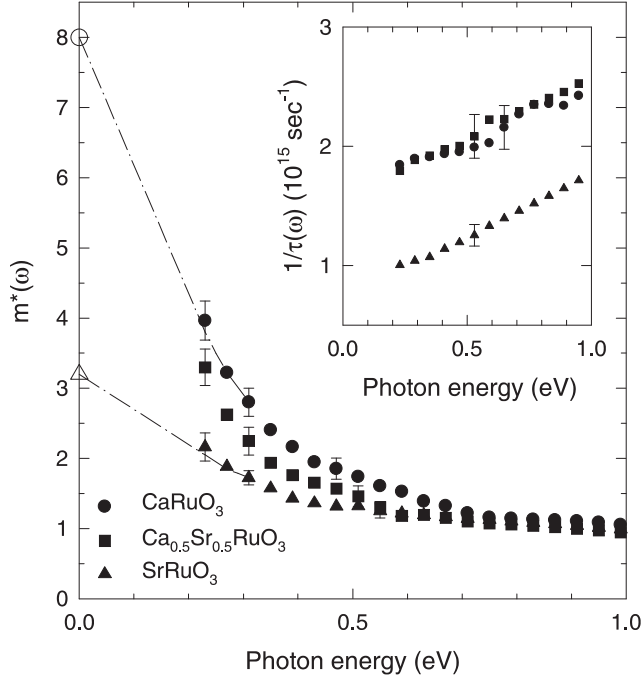 m*(ω)
8
7
6
5
4
3
2
1
0
0.0
0.5
1.0
Photon energy (eV)
CaRuO₃
Ca₀.₅Sr₀.₅RuO₃
SrRuO₃
1/τ(ω) (10¹⁵ sec⁻¹)
3
2
1
0.0
0.5
1.0
Photon energy (eV)